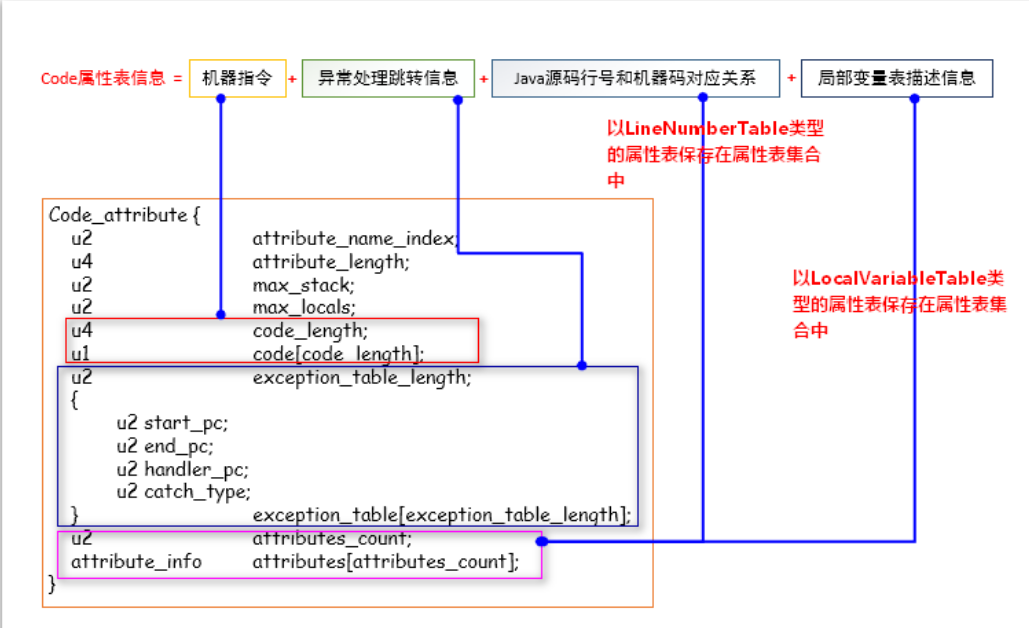 Code属性表信息 = 机器指令 + 异常处理跳转信息 + Java源码行号和机器码对应关系 + 局部变量表描述信息
以LineNumberTable类型
的属性表保存在属性表集合
中
以LocalVariableTable类
型的属性表保存在属性表集
合中
Code_attribute {
u2 attribute_name_index;
u4 attribute_length;
u2 max_stack;
u2 max_locals;
u4 code_length;
u1 code[code_length];
u2 exception_table_length;
{
u2 start_pc;
u2 end_pc;
u2 handler_pc;
u2 catch_type;
} exception_table[exception_table_length];
u2 attributes_count;
attribute_info attributes[attributes_count];
}